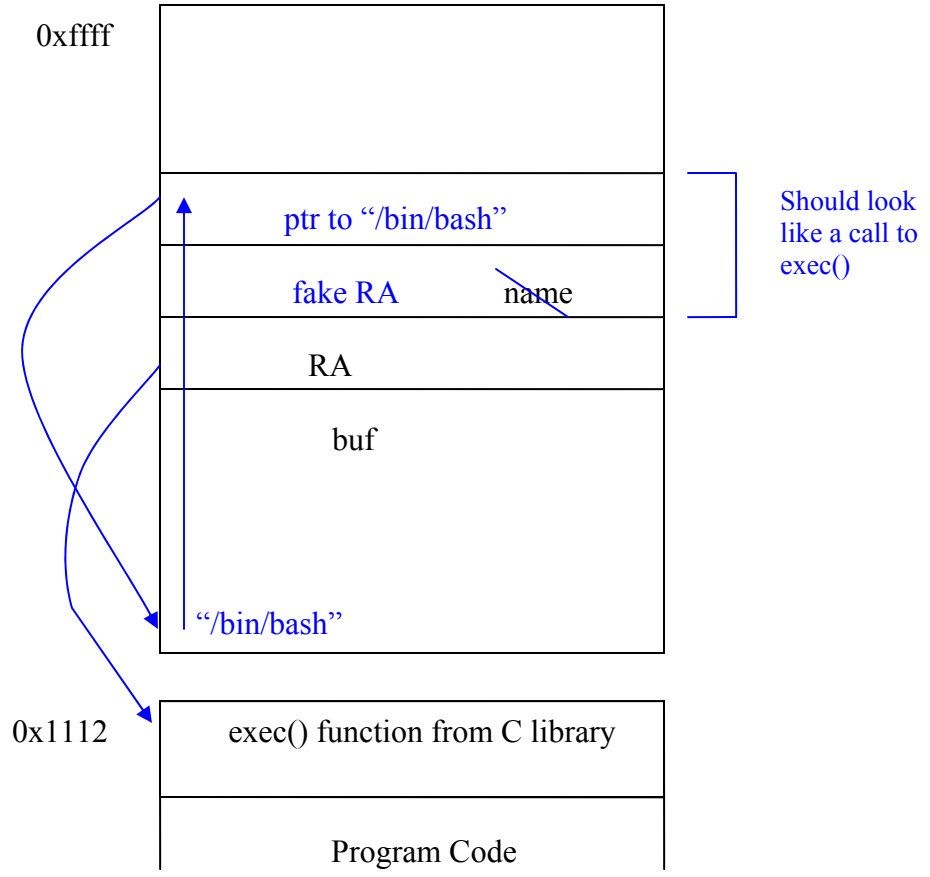 0xffff
ptr to “/bin/bash”
Should look
like a call to
exec()
fake RA name
RA
buf
“/bin/bash”
0x1112 exec() function from C library
Program Code